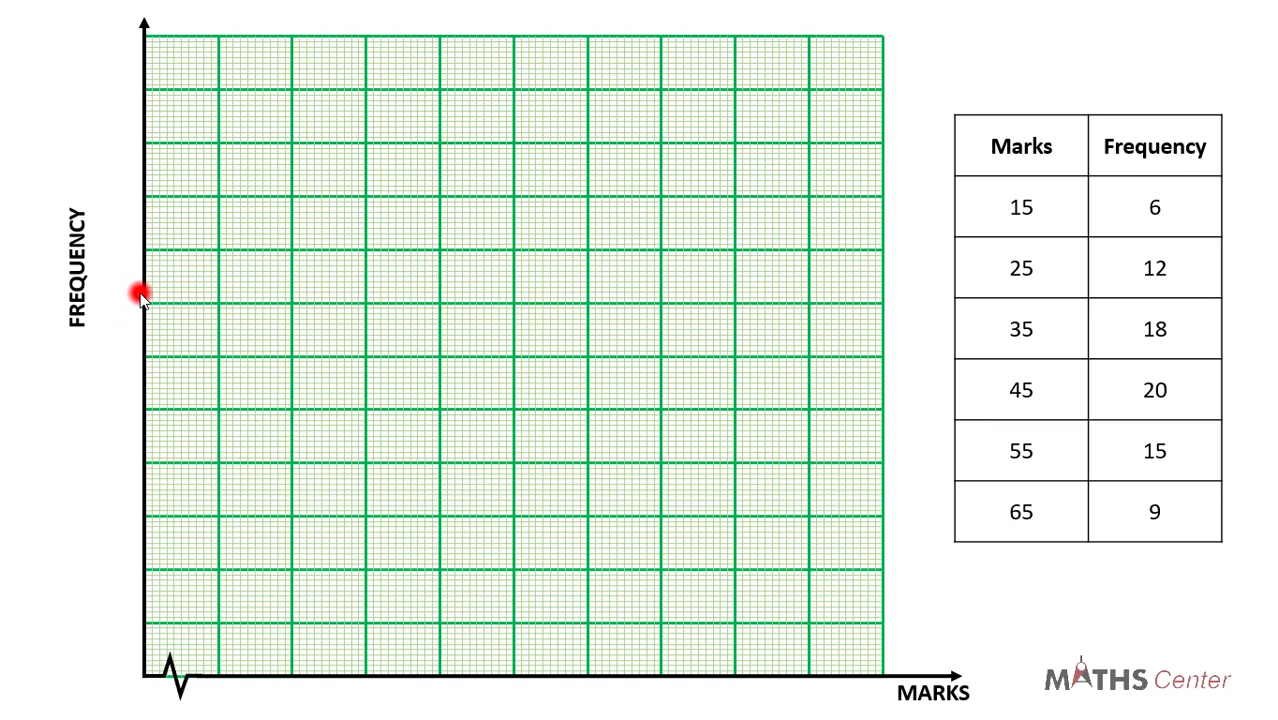 FREQUENCY
MARKS
Marks Frequency
15 6
25 12
35 18
45 20
55 15
65 9
MATHS Center